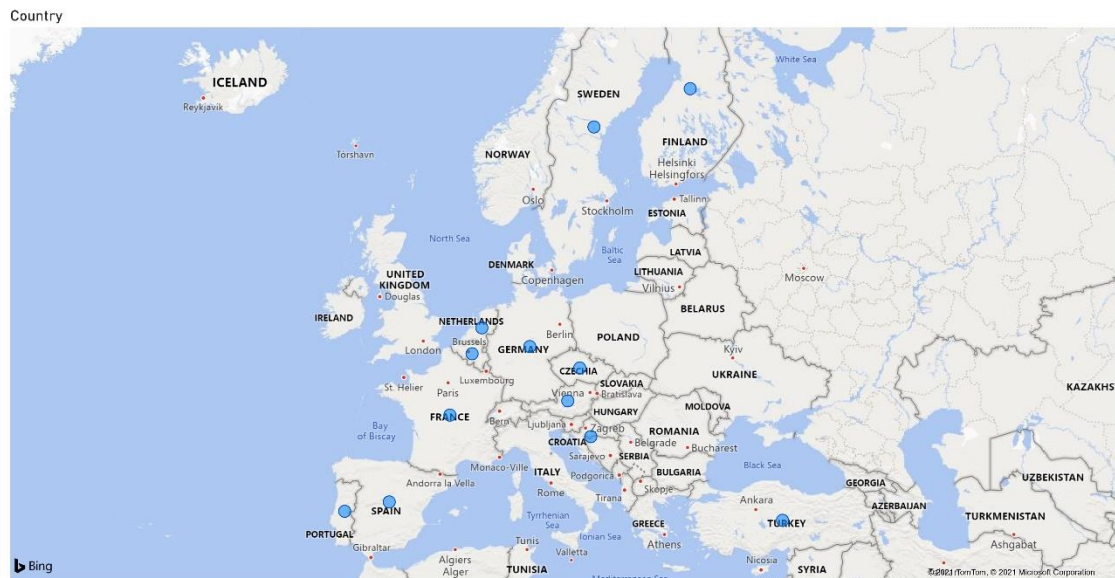 Country
White Sea
ICELAND
Reykjavik
SWEDEN
Torshavn
FINLAND
NORWAY
Helsinki
Helsingfors
Oslo
Tallinn
Stockholm
ESTONIA
North Sea
Baltic
Sea
LATVIA
DENMARK
Copenhagen
LITHUANIA
Vilnius
Moscow
UNITED
KINGDOM
Douglas
IRELAND
BELARUS
NETHERLANDS
Berlin
London
Brussels
GERMANY
POLAND
Kyiv
St. Helier
Luxembourg
CZECHIA
UKRAINE
KAZAKHS
Paris
SLOVAKIA
Vienna
Bratislava
FRANCE
Bern
HUNGARY
MOLDOVA
Bay
of Biscay
Ljubljana
Zagreb
ROMANIA
CROATIA
Belgrade
Bucharest
Sarajevo
SERBIA
Monaco-Ville
ITALY
Podgorica
BULGARIA
Black Sea
Andorra la Vella
Rome
Skopje
GEORGIA
UZBEKISTAN
Tirana
Ankara
AZERBAIJAN
SPAIN
Tyrrhenian
Sea
GREECE
TURKEY
TURKMENISTAN
PORTUGAL
Ionian Sea
Athens
Ashgabat
Gibraltar
Algiers
Alger
Tunis
Valletta
TUNISIA
Nicosia
SYRIA
Mediterranean
Bing
TomTom, © 2021 Microsoft Corporation